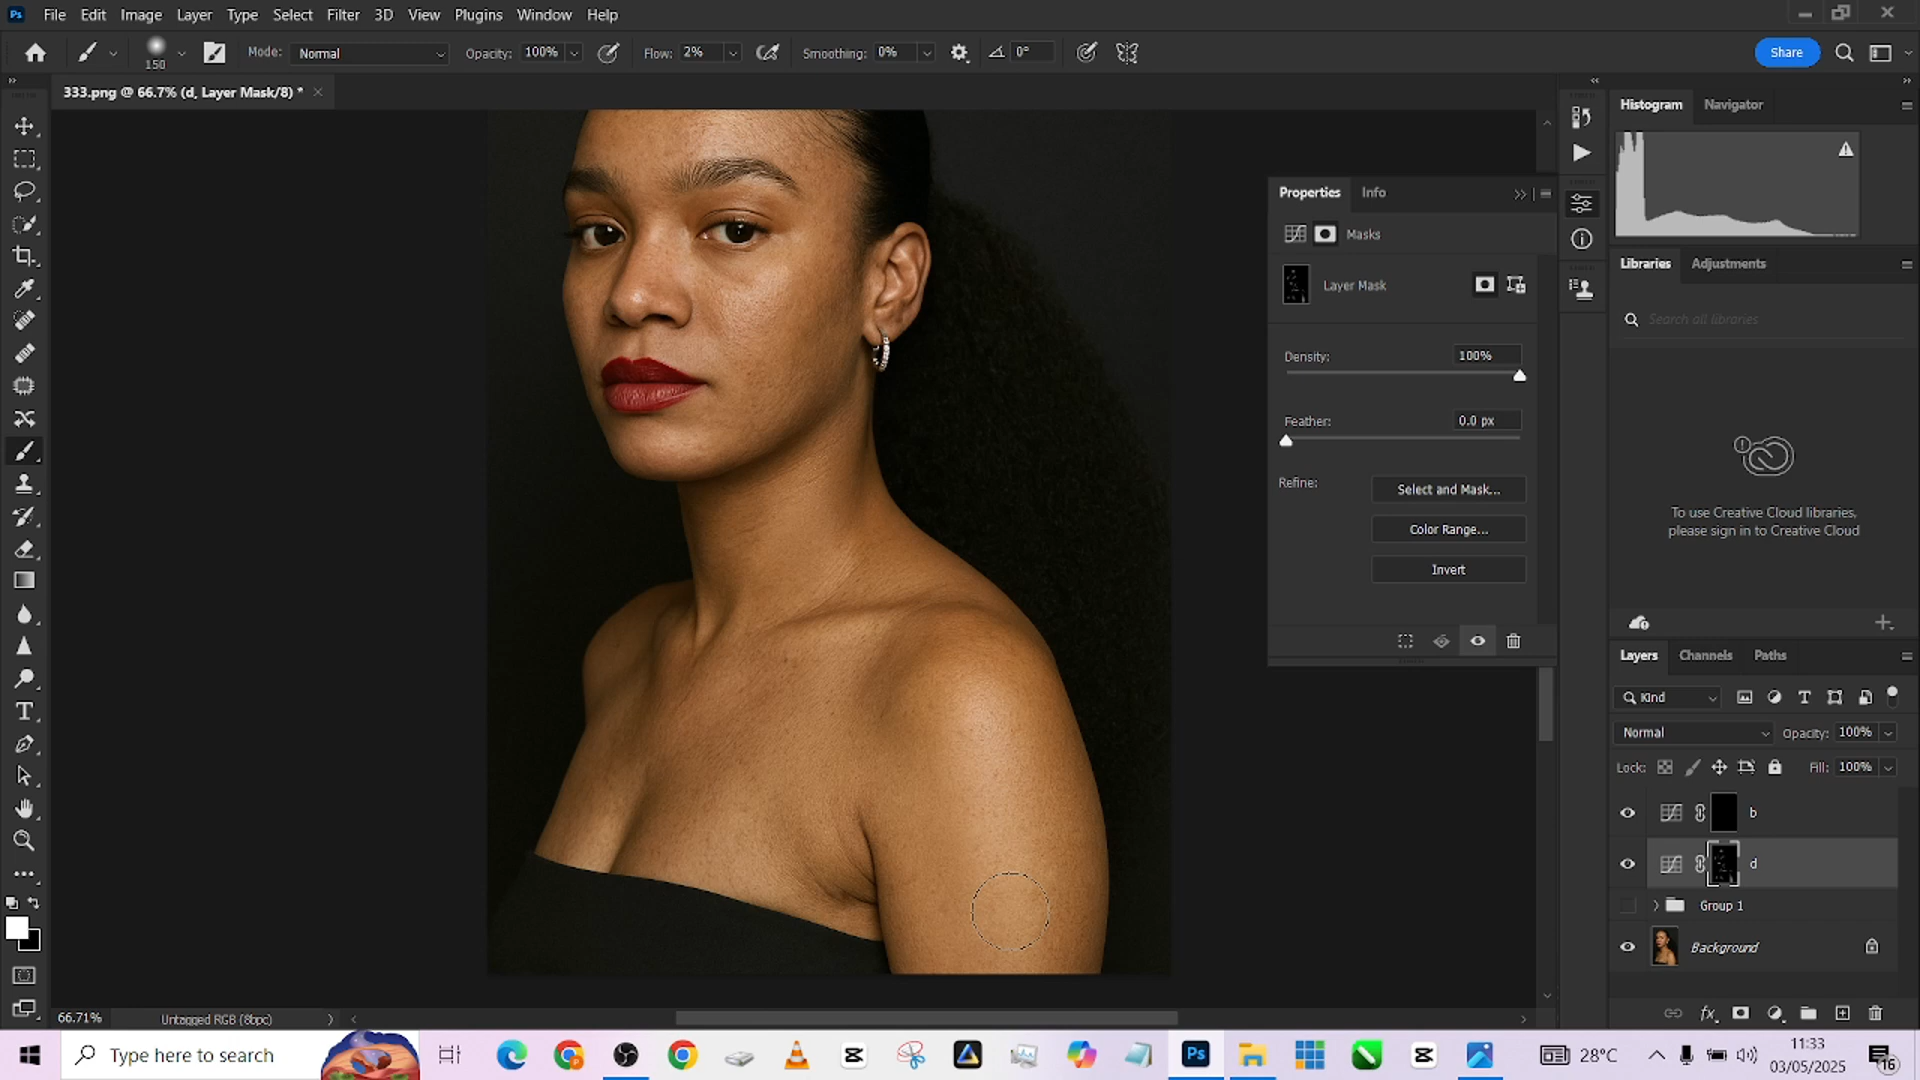 Ps File Edit Image Layer Type Select Filter 3D View Plugins Window Help
150 Mode: Normal Opacity: 100% Flow: 2% Smoothing: 0% 0° Share
333.png @ 66.7% (d, Layer Mask/8) *
Histogram Navigator
Properties Info
Masks
Layer Mask
Density: 100%
Feather: 0.0 px
Refine: Select and Mask...
Color Range...
Invert
Libraries Adjustments
Search all libraries
To use Creative Cloud libraries,
please sign in to Creative Cloud
Layers Channels Paths
Kind
Normal Opacity: 100%
Lock: Fill: 100%
b
d
Group 1
Background
66.71% Untagged RGB (8bpc)
Type here to search
Ps
28°C
11:33
03/05/2025
16